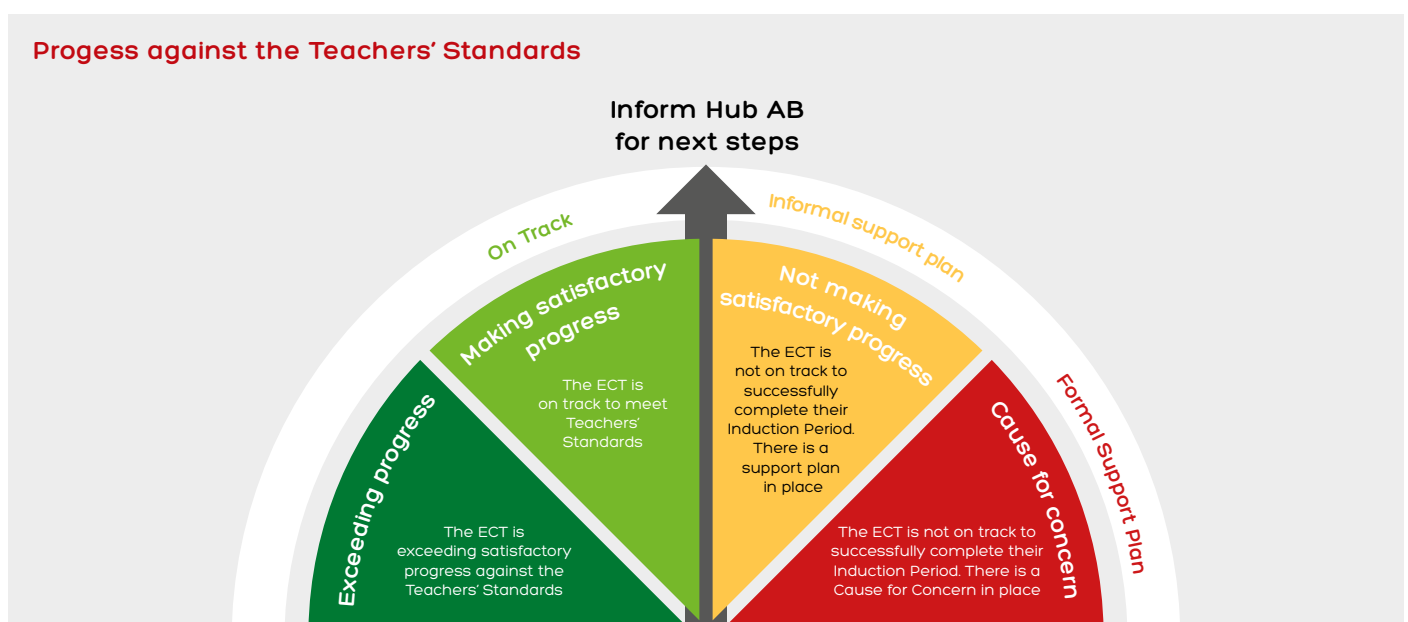 Progess against the Teachers' Standards
Inform Hub AB
for next steps
On Track
Informal support plan
Formal Support Plan
Exceeding progress
The ECT is
exceeding satisfactory
progress against the
Teachers' Standards
Making satisfactory
progress
The ECT is
on track to meet
Teachers'
Standards
Not making
satisfactory progress
The ECT is
not on track to
successfully
complete their
Induction Period.
There is a
support plan
in place
Cause for concern
The ECT is not on track to
successfully complete their
Induction Period. There is a
Cause for Concern in place